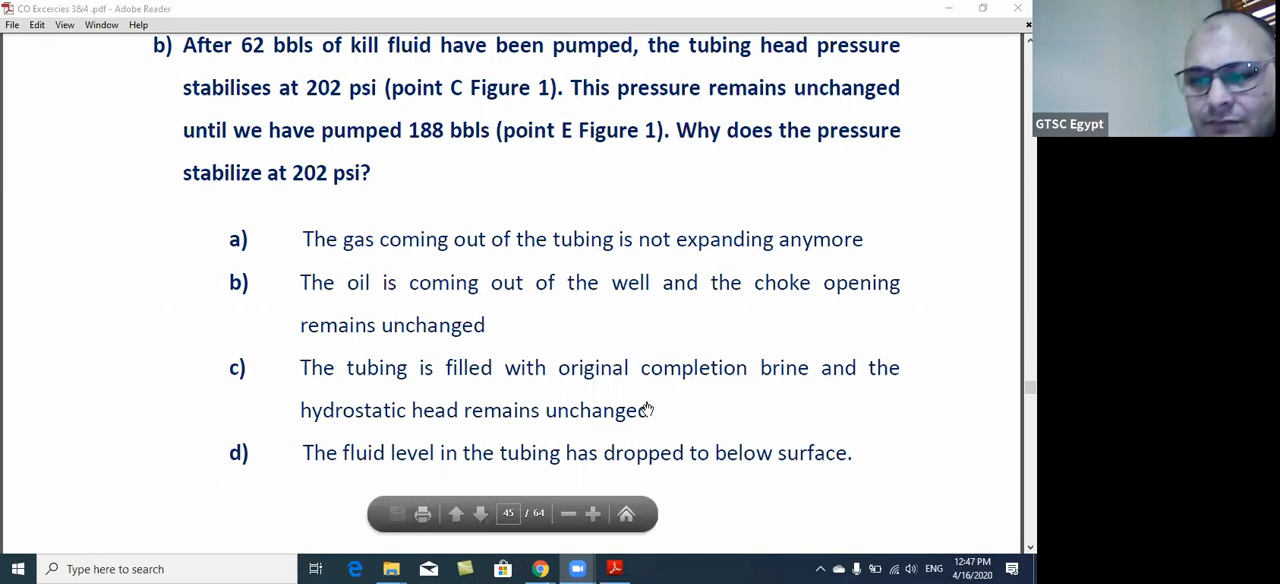 CO Excercies 3&4 .pdf - Adobe Reader
File Edit View Window Help
b) After 62 bbls of kill fluid have been pumped, the tubing head pressure
stabilises at 202 psi (point C Figure 1). This pressure remains unchanged
until we have pumped 188 bbls (point E Figure 1). Why does the pressure
stabilize at 202 psi?
a) The gas coming out of the tubing is not expanding anymore
b) The oil is coming out of the well and the choke opening
remains unchanged
c) The tubing is filled with original completion brine and the
hydrostatic head remains unchanged
d) The fluid level in the tubing has dropped to below surface.
45 / 64
GTSC Egypt
Type here to search
ENG
12:47 PM
4/16/2020